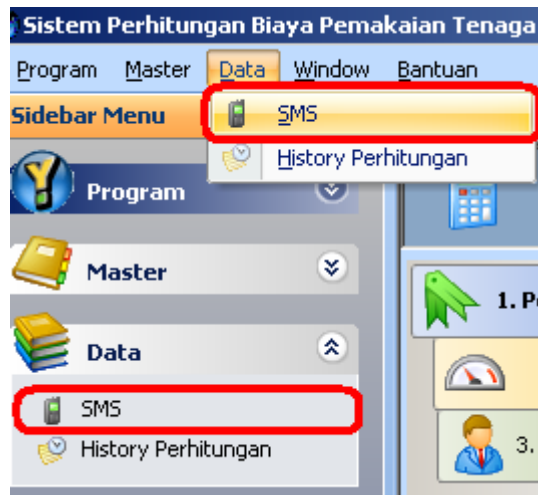 Sistem Perhitungan Biaya Pemakaian Tenaga
Program Master Data Window Bantuan
Sidebar Menu
SMS
History Perhitungan
Program
Master
Data
SMS
History Perhitungan
1. P
3.